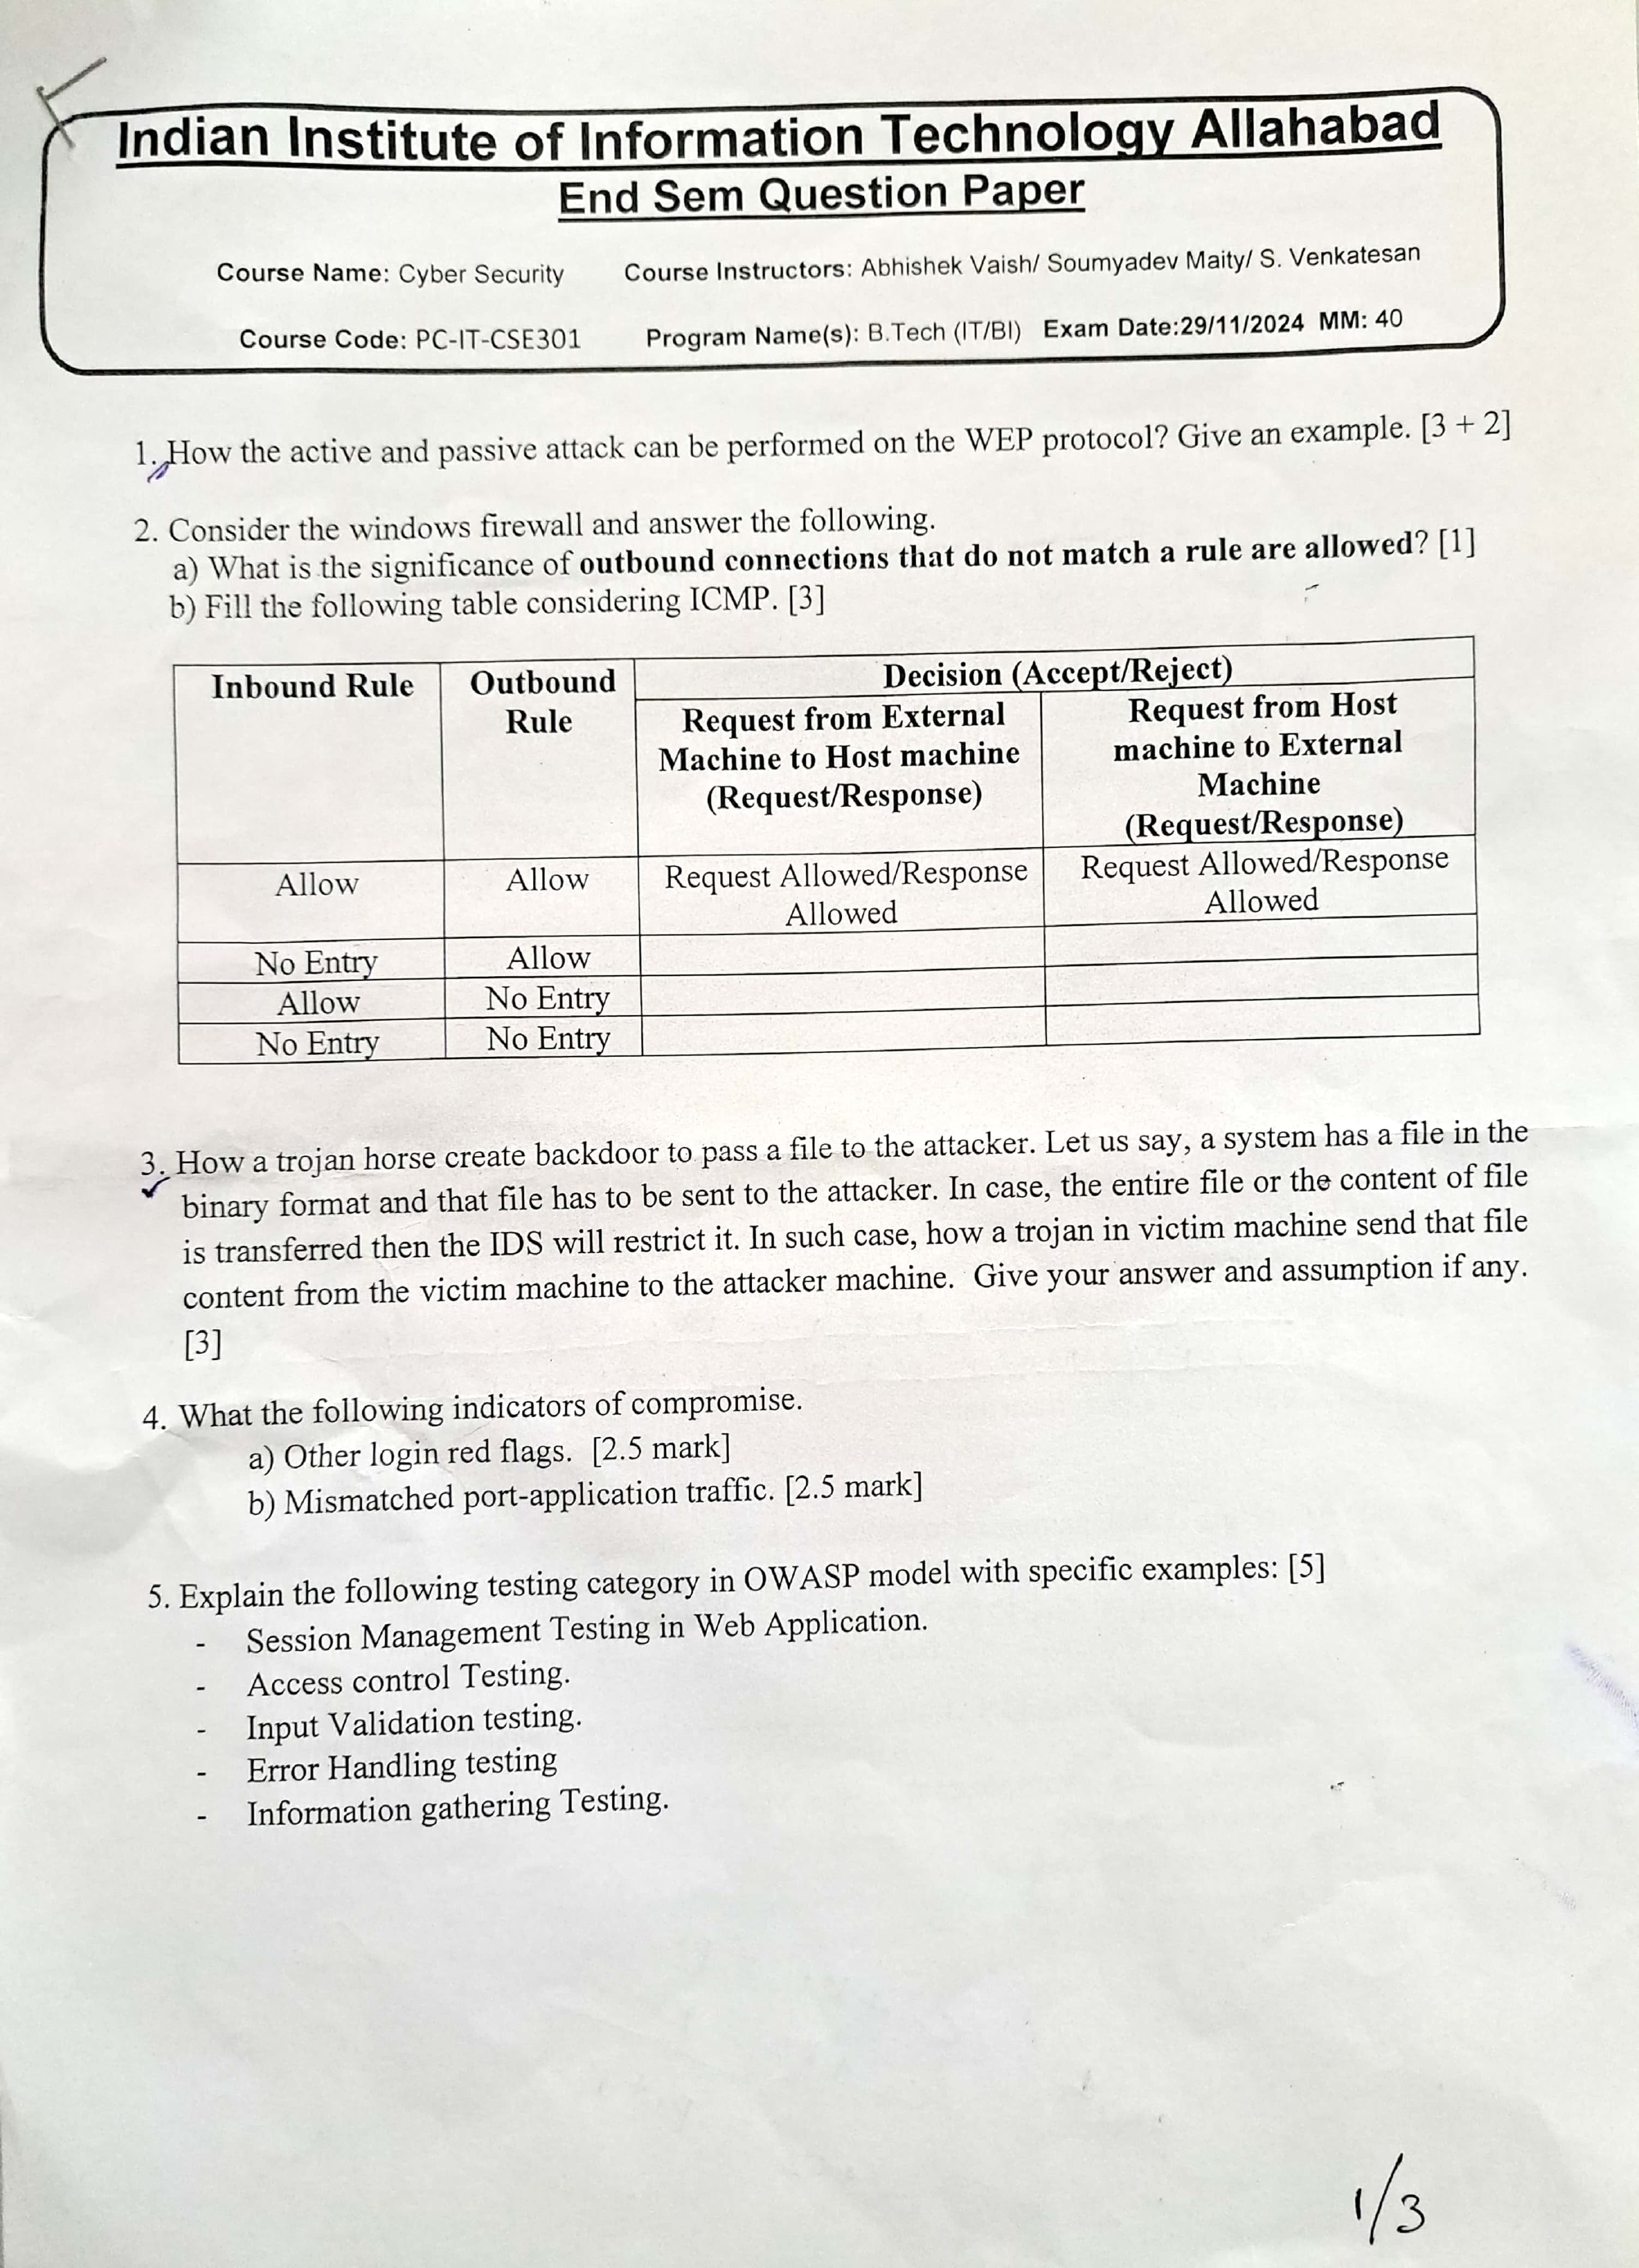 Indian Institute of Information Technology Allahabad
End Sem Question Paper
Course Name: Cyber Security Course Instructors: Abhishek Vaish/ Soumyadev Maity/ S. Venkatesan
Course Code: PC-IT-CSE301 Program Name(s): B.Tech (IT/BI) Exam Date:29/11/2024 MM: 40
1. How the active and passive attack can be performed on the WEP protocol? Give an example. [3 + 2]
2. Consider the windows firewall and answer the following.
a) What is the significance of outbound connections that do not match a rule are allowed? [1]
b) Fill the following table considering ICMP. [3]
Inbound Rule Outbound Decision (Accept/Reject)
Rule Request from External Request from Host
Machine to Host machine machine to External
(Request/Response) Machine
(Request/Response)
Allow Allow Request Allowed/Response Request Allowed/Response
Allowed Allowed
No Entry Allow
Allow No Entry
No Entry No Entry
3. How a trojan horse create backdoor to pass a file to the attacker. Let us say, a system has a file in the
binary format and that file has to be sent to the attacker. In case, the entire file or the content of file
is transferred then the IDS will restrict it. In such case, how a trojan in victim machine send that file
content from the victim machine to the attacker machine. Give your answer and assumption if any.
[3]
4. What the following indicators of compromise.
a) Other login red flags. [2.5 mark]
b) Mismatched port-application traffic. [2.5 mark]
5. Explain the following testing category in OWASP model with specific examples: [5]
- Session Management Testing in Web Application.
- Access control Testing.
- Input Validation testing.
- Error Handling testing
- Information gathering Testing.
1/3